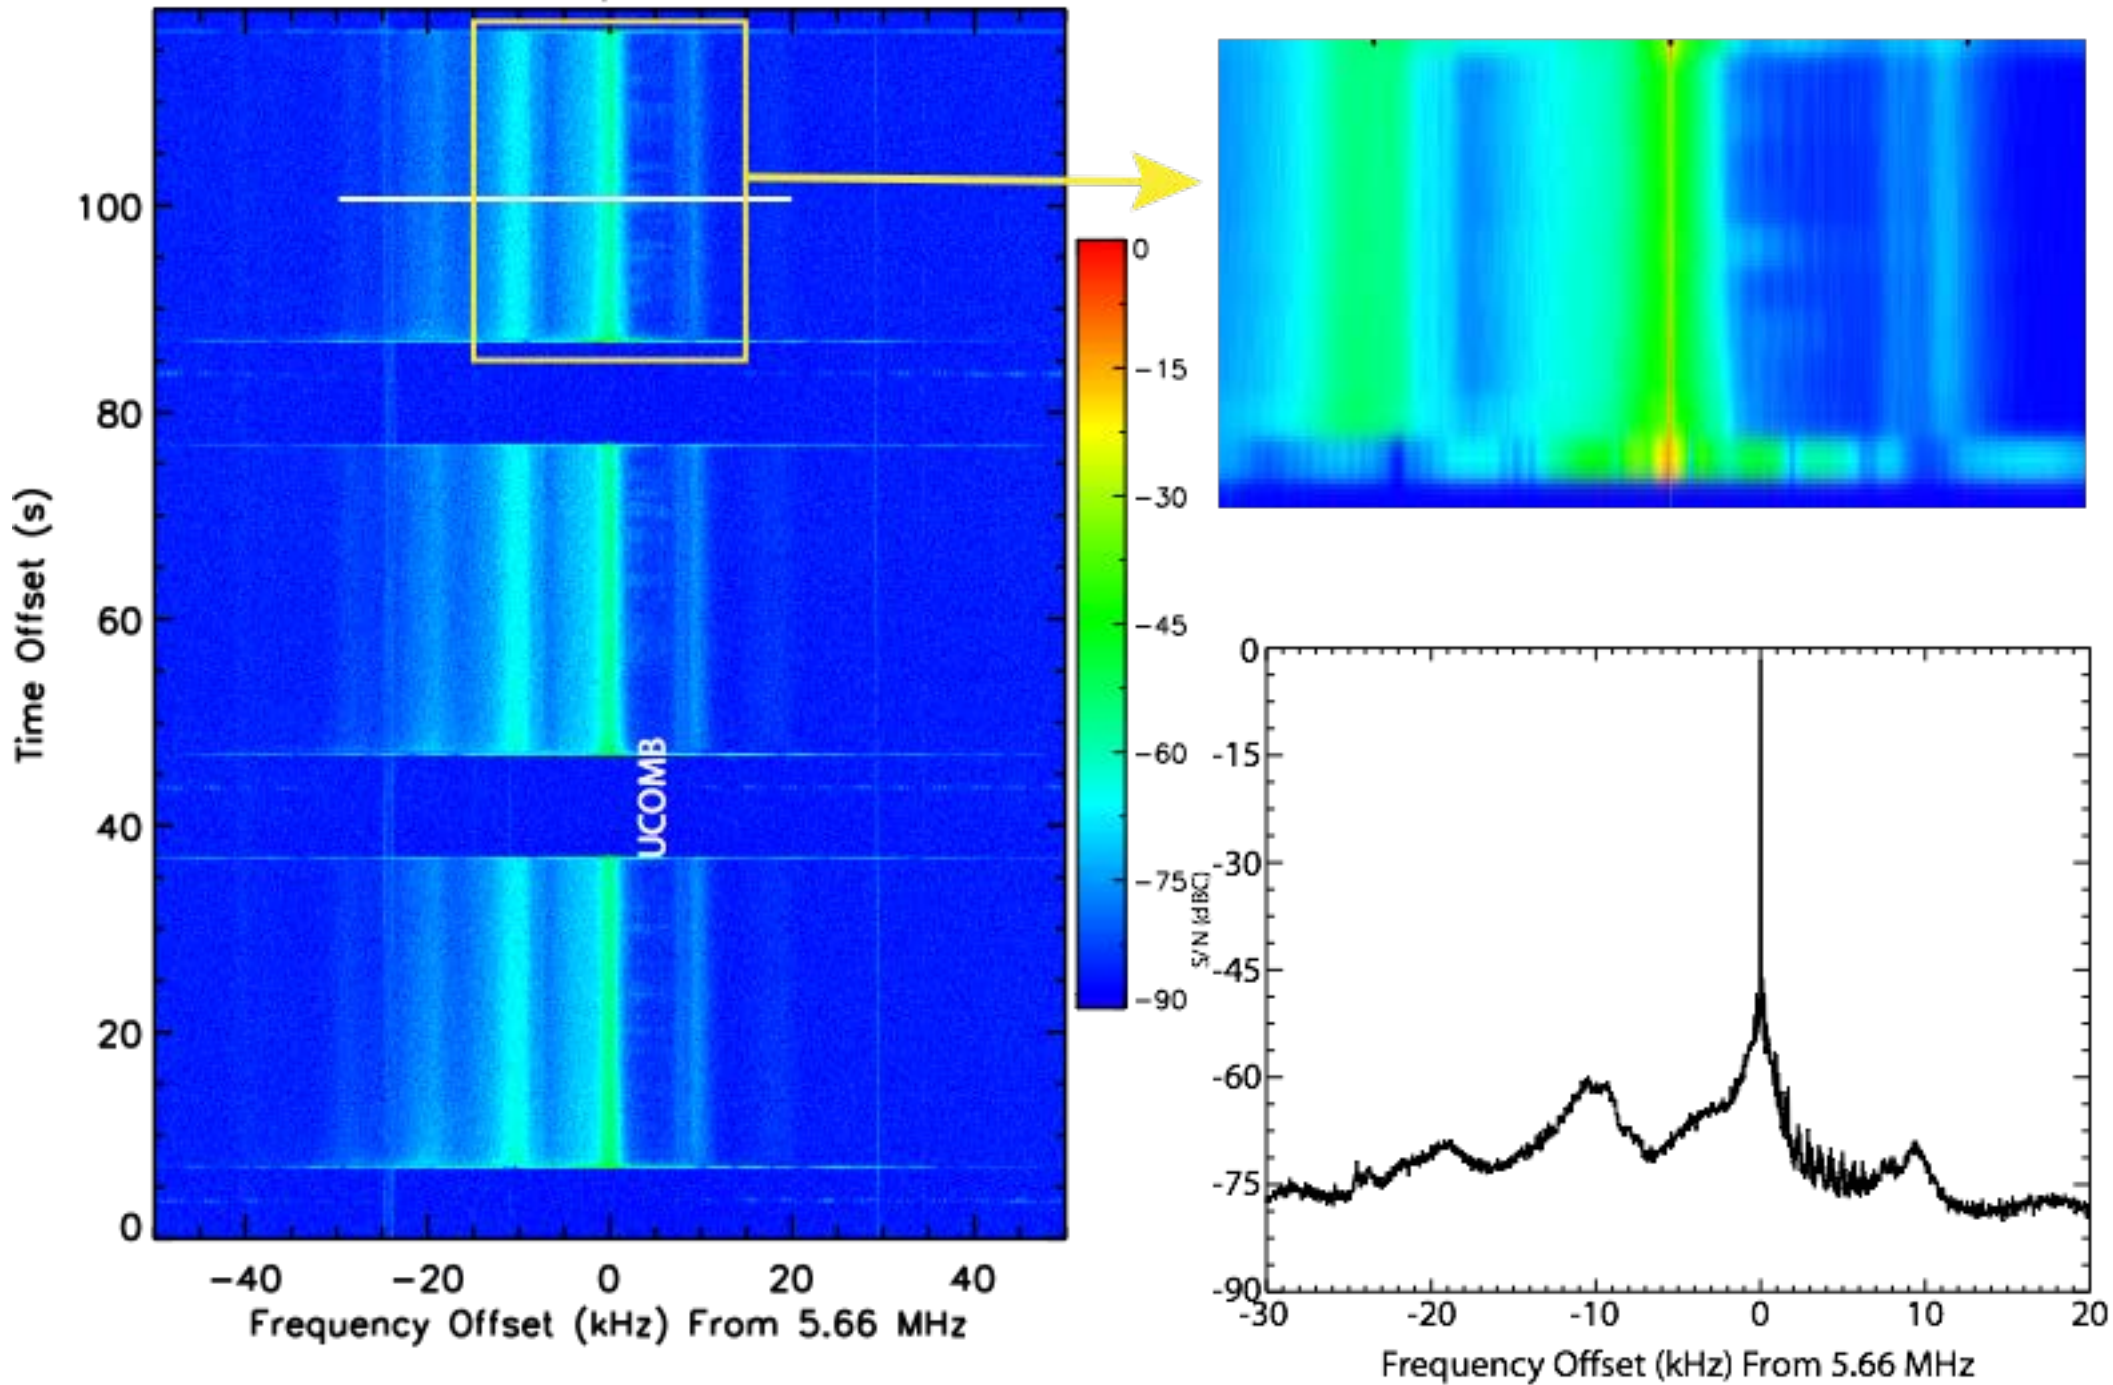 Time Offset (s)
100
80
60
40
20
0
-40 -20 0 20 40
Frequency Offset (kHz) From 5.66 MHz
UCOMB
0
-15
-30
-45
-60
-75
-90
S/N (dBC)
0
-15
-30
-45
-60
-75
-90
-30 -20 -10 0 10 20
Frequency Offset (kHz) From 5.66 MHz